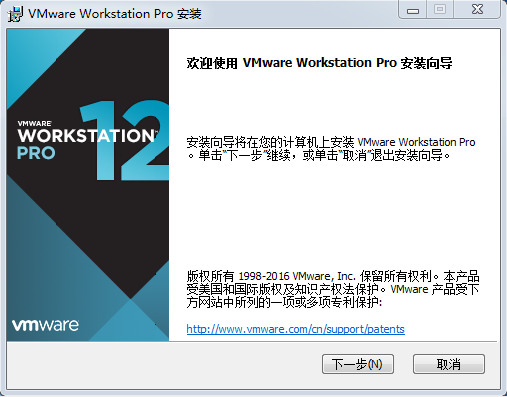 VMware Workstation Pro 安装
欢迎使用 VMware Workstation Pro 安装向导
VMWARE
WORKSTATION
PRO
12
安装向导将在您的计算机上安装 VMware Workstation Pro
。单击“下一步”继续，或单击“取消”退出安装向导。
版权所有 1998-2016 VMware, Inc. 保留所有权利。本产品
受美国和国际版权及知识产权法保护。VMware 产品受下
方网站中所列的一项或多项专利保护:
http://www.vmware.com/cn/support/patents
vmware
下一步(N)
取消